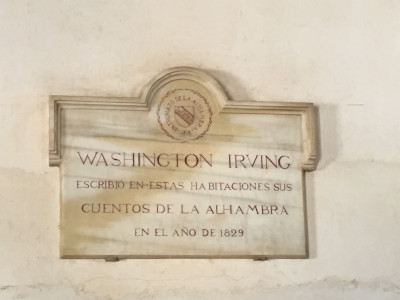 WASHINGTON IRVING
ESCRIBIÓ EN ESTAS HABITACIONES SUS
CUENTOS DE LA ALHAMBRA
EN EL AÑO DE 1829